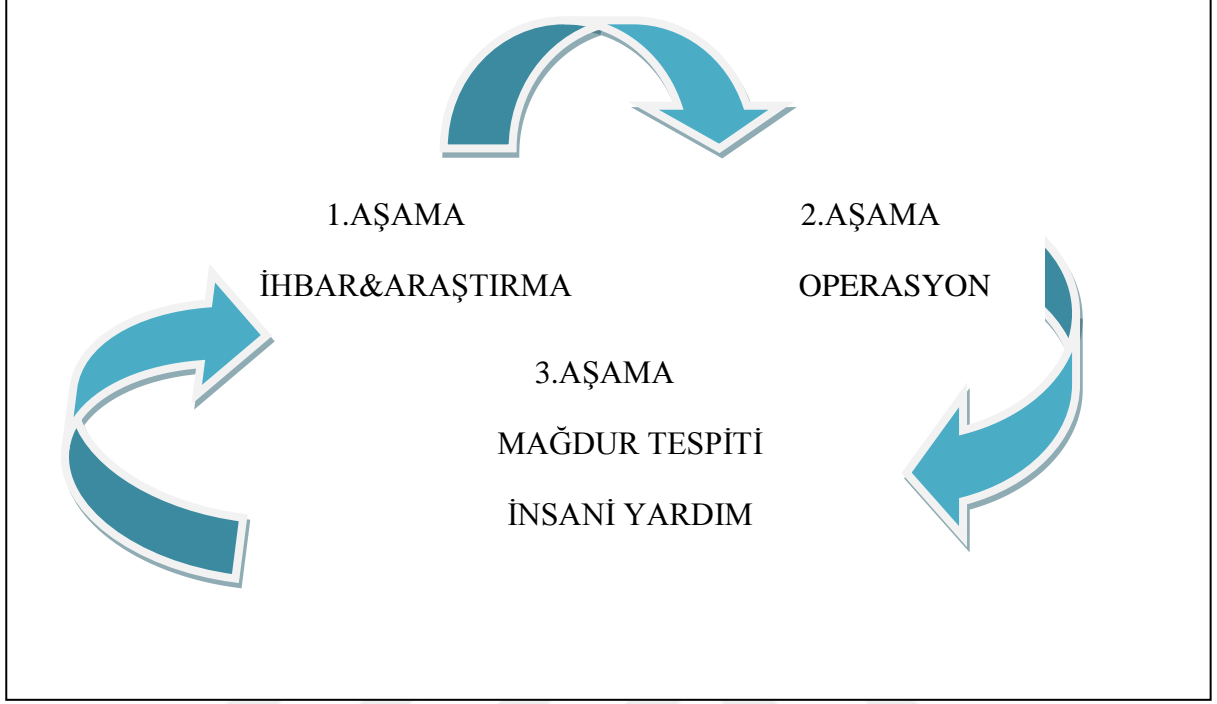 1.AŞAMA
İHBAR&ARAŞTIRMA
2.AŞAMA
OPERASYON
3.AŞAMA
MAĞDUR TESPİTİ
İNSANİ YARDIM